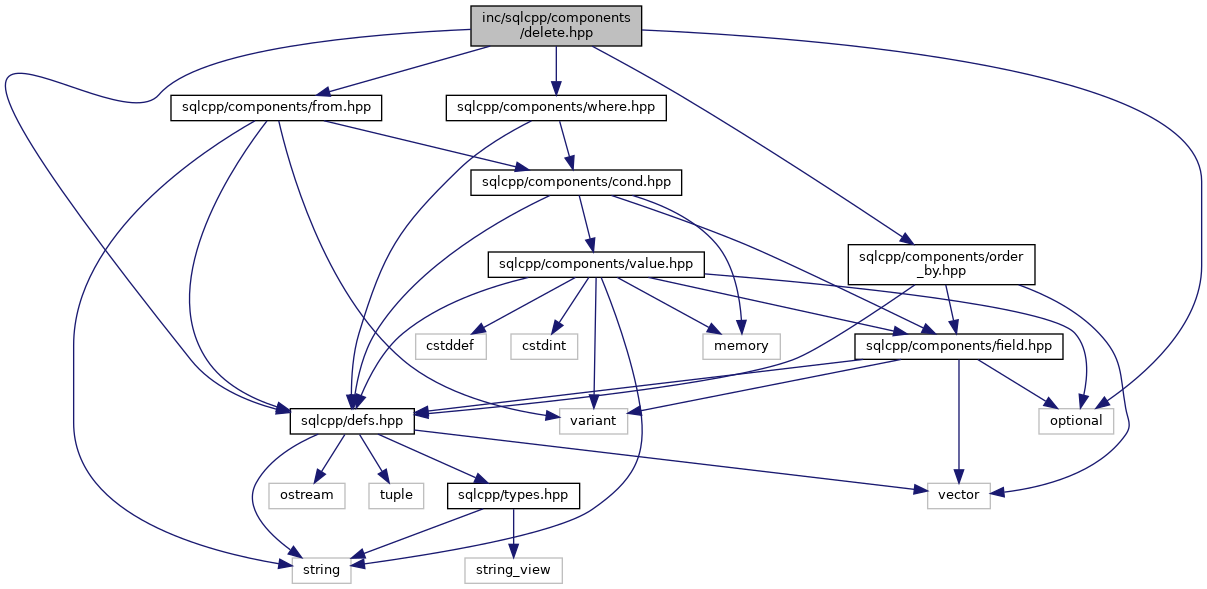 inc/sqlcpp/components
/delete.hpp
sqlcpp/components/from.hpp
sqlcpp/components/where.hpp
sqlcpp/components/cond.hpp
sqlcpp/components/value.hpp
sqlcpp/components/order
_by.hpp
cstddef
cstdint
memory
sqlcpp/components/field.hpp
sqlcpp/defs.hpp
variant
optional
ostream
tuple
sqlcpp/types.hpp
vector
string
string_view